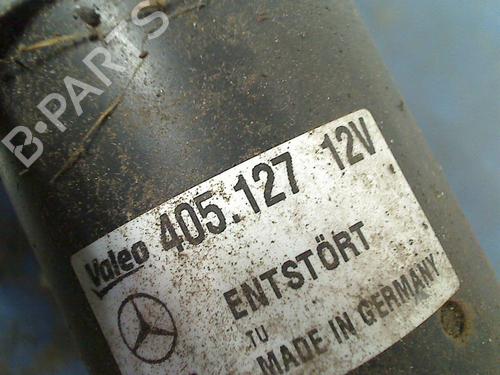 B-PARTS
Valeo 405.127 12V
ENTSTÖRT
TU
MADE IN GERMANY